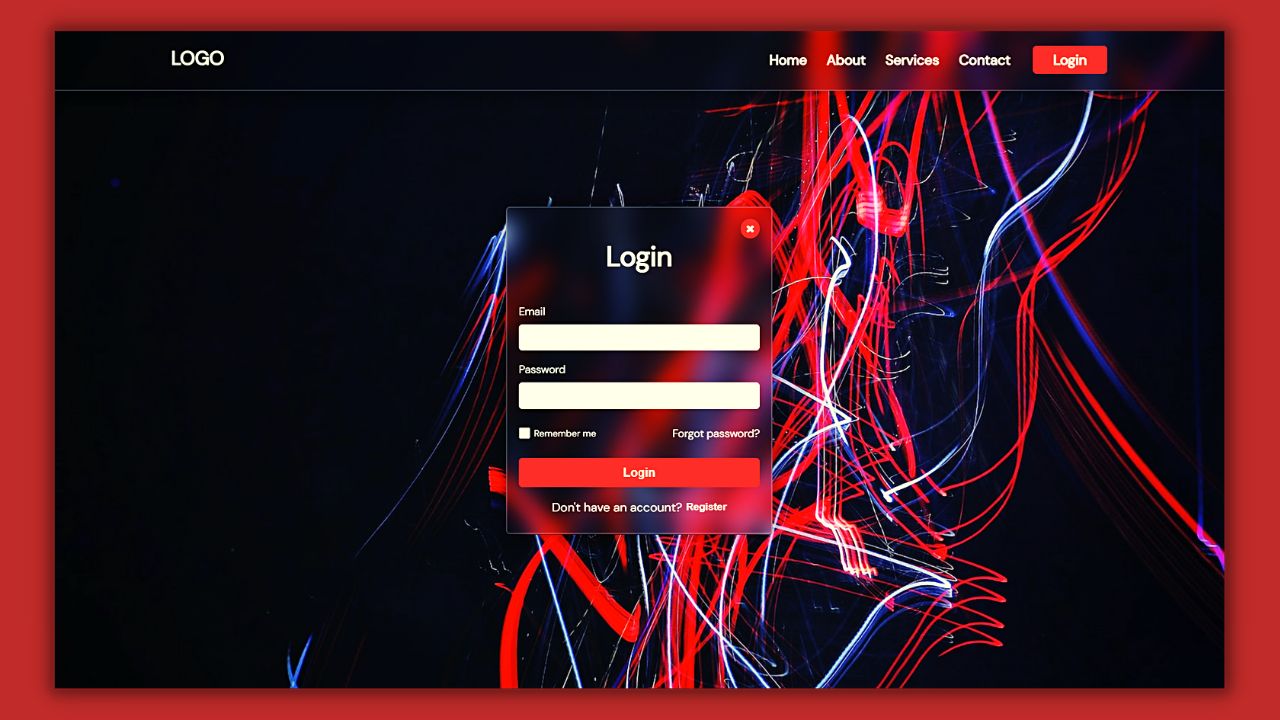 LOGO
Home About Services Contact Login
Login
Email
Password
Remember me Forgot password?
Login
Don't have an account? Register